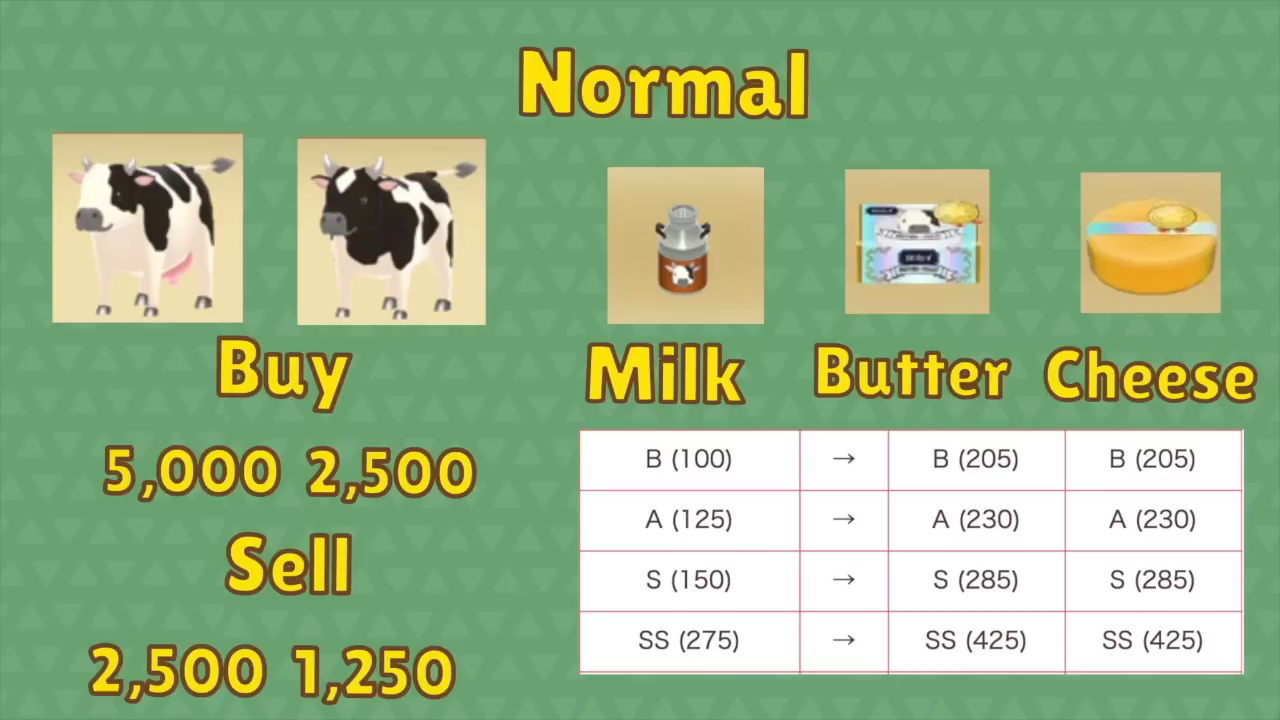 Normal
Buy
5,000 2,500
Sell
2,500 1,250
Milk Butter Cheese
B (100) → B (205) B (205)
A (125) → A (230) A (230)
S (150) → S (285) S (285)
SS (275) → SS (425) SS (425)